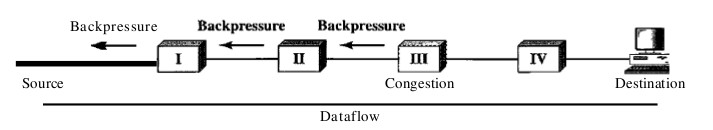 Backpressure Backpressure Backpressure
I II III IV
Source Congestion Destination
Dataflow